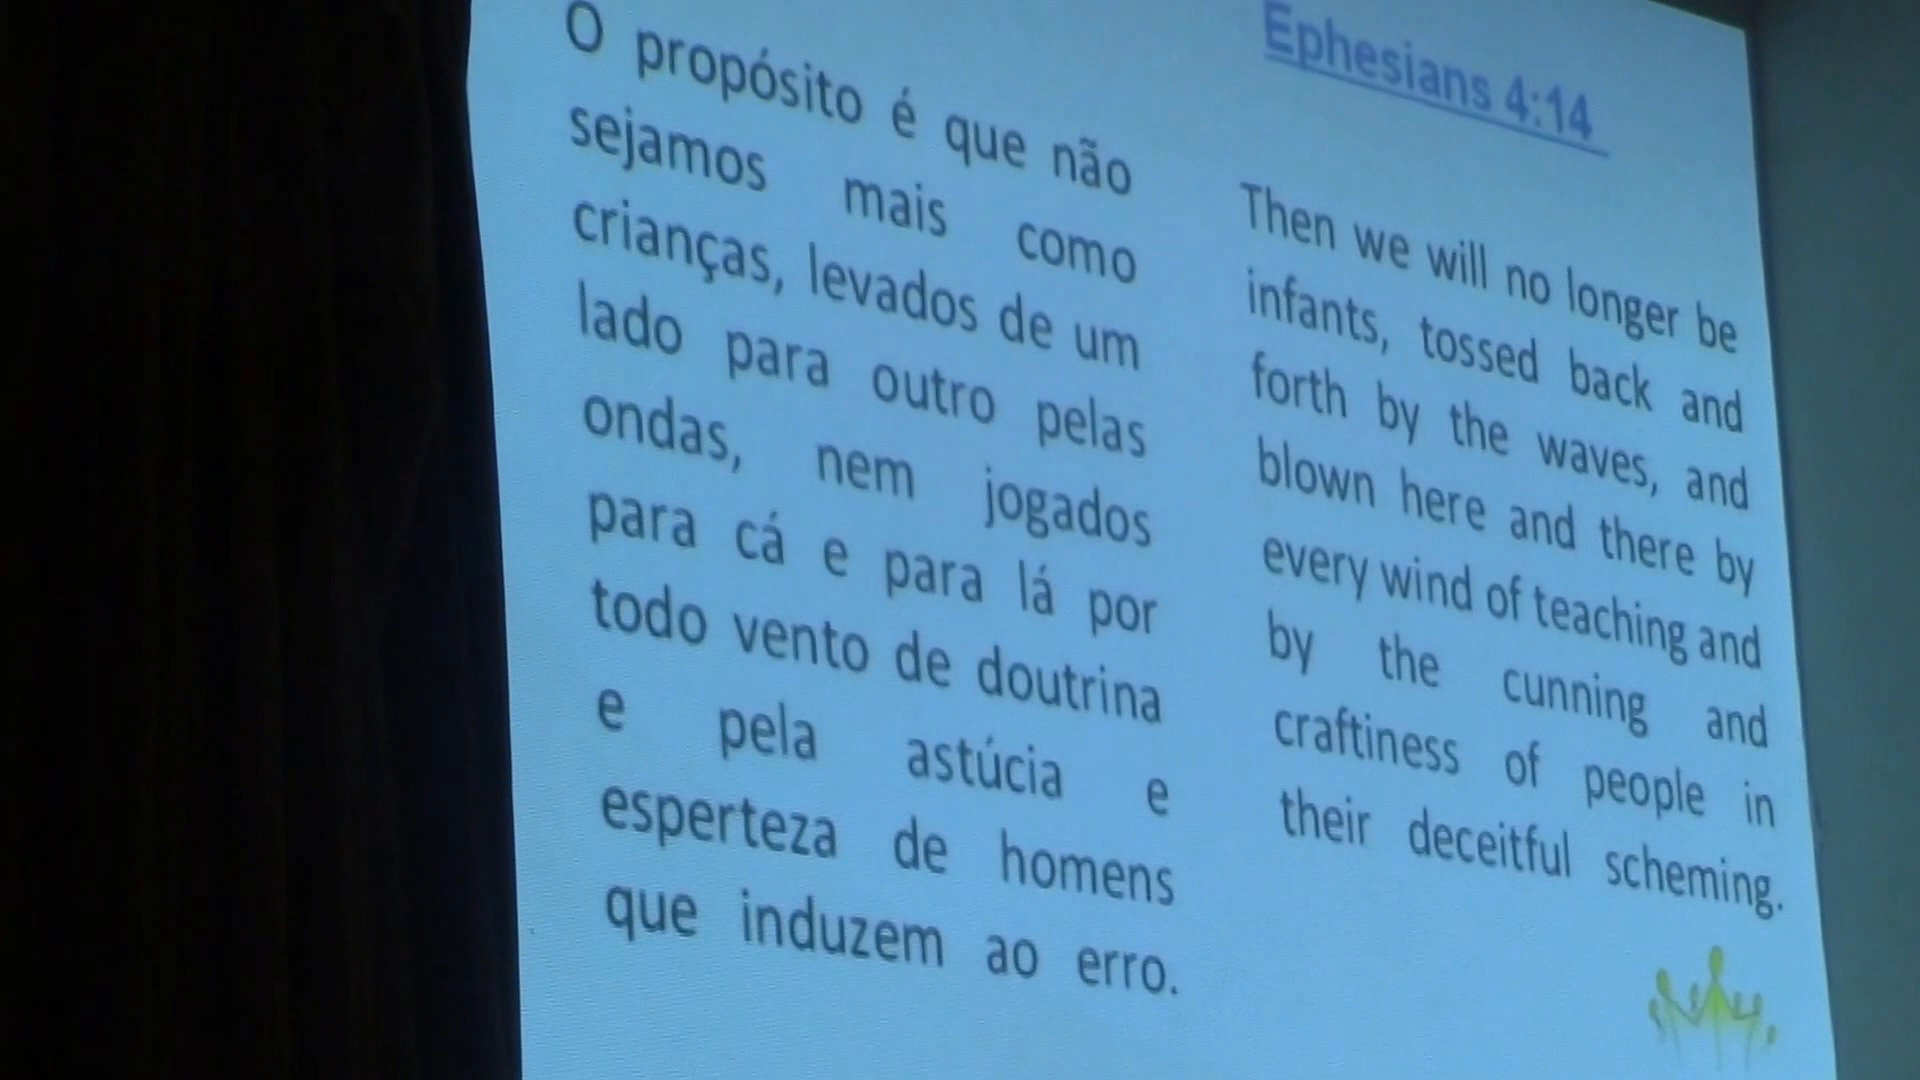 O propósito é que não
sejamos mais como
crianças, levados de um
lado para outro pelas
ondas, nem jogados
para cá e para lá por
todo vento de doutrina
e pela astúcia e
esperteza de homens
que induzem ao erro.
Ephesians 4:14
Then we will no longer be
infants, tossed back and
forth by the waves, and
blown here and there by
every wind of teaching and
by the cunning and
craftiness of people in
their deceitful scheming.